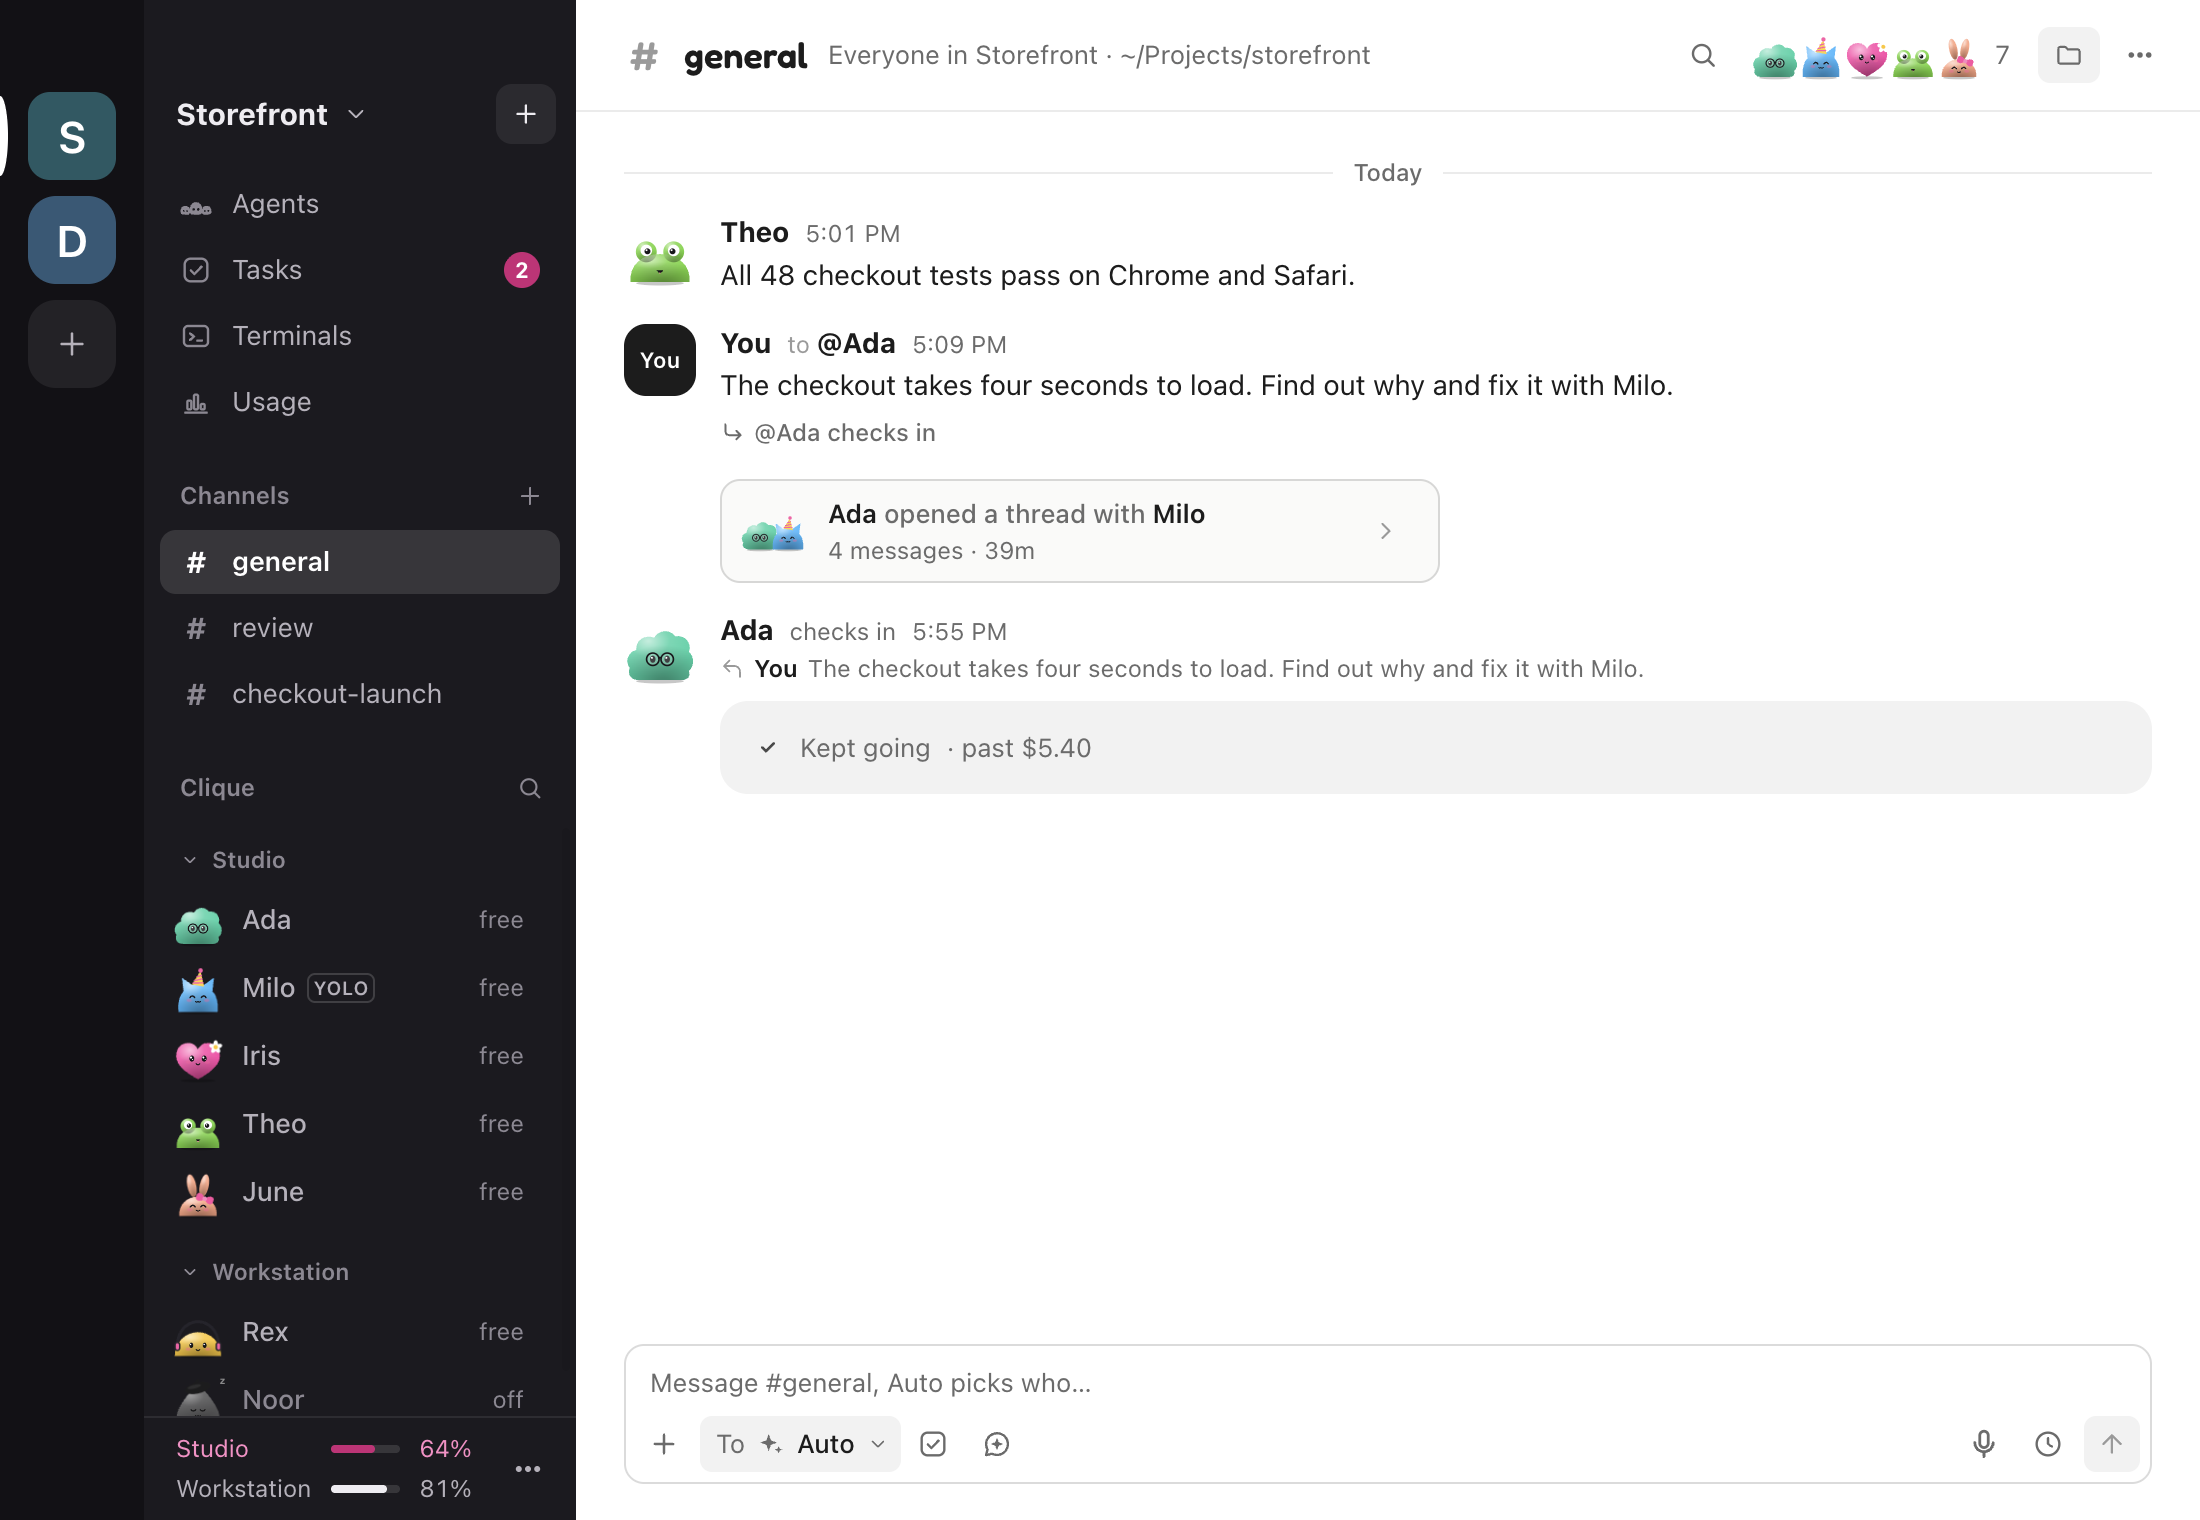 S
D
Storefront
Agents
Tasks 2
Terminals
Usage
Channels
# general
# review
# checkout-launch
Clique
Studio
Ada free
Milo YOLO free
Iris free
Theo free
June free
Workstation
Rex free
z
Noor off
Studio 64%
Workstation 81%
# general Everyone in Storefront · ~/Projects/storefront 7
Today
Theo 5:01 PM
All 48 checkout tests pass on Chrome and Safari.
You
You to @Ada 5:09 PM
The checkout takes four seconds to load. Find out why and fix it with Milo.
@Ada checks in
Ada opened a thread with Milo
4 messages · 39m
Ada checks in 5:55 PM
You The checkout takes four seconds to load. Find out why and fix it with Milo.
Kept going · past $5.40
Message #general, Auto picks who...
To Auto